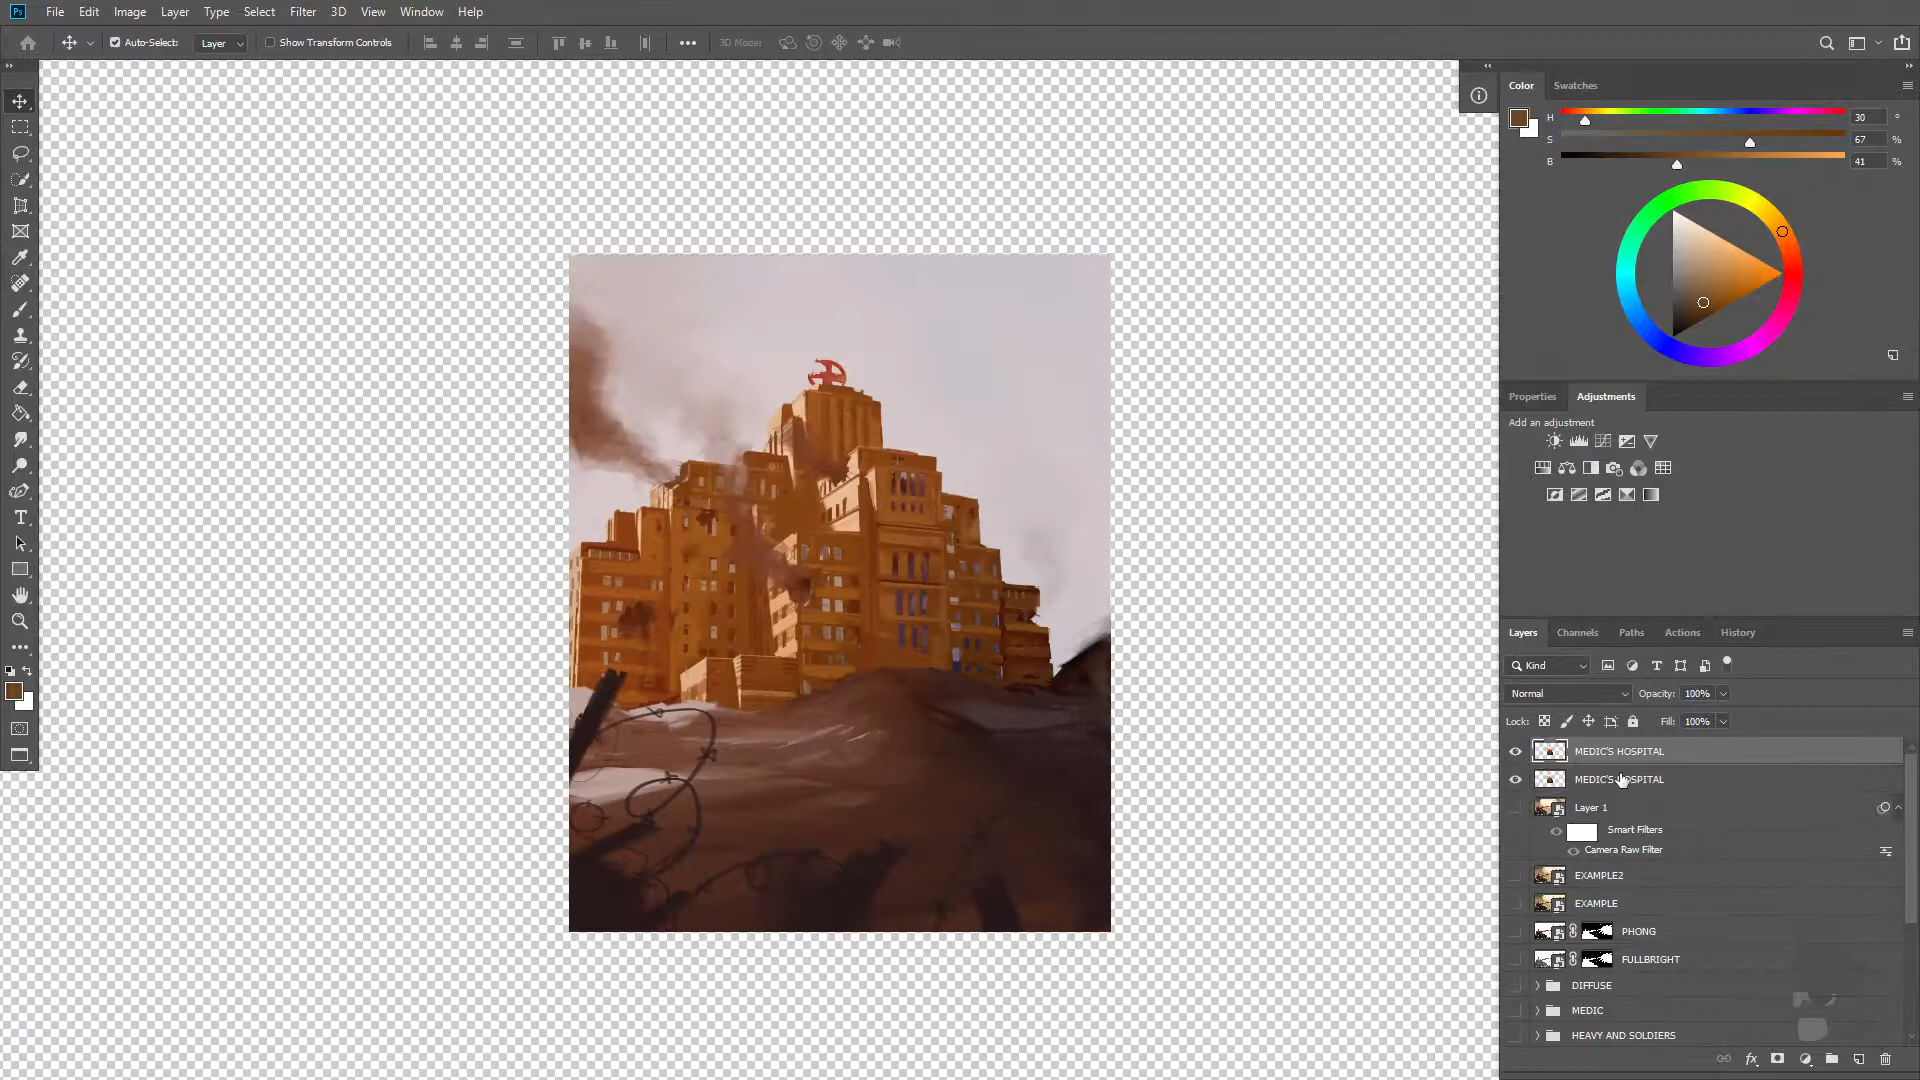 Ps File Edit Image Layer Type Select Filter 3D View Window Help
Auto-Select: Layer Show Transform Controls 3D Mode:
Color Swatches
H 30 °
S 67 %
B 41 %
Properties Adjustments
Add an adjustment
Layers Channels Paths Actions History
Kind
Normal Opacity: 100%
Lock: Fill: 100%
MEDIC'S HOSPITAL
MEDIC'S HOSPITAL
Layer 1
Smart Filters
Camera Raw Filter
EXAMPLE2
EXAMPLE
PHONG
FULLBRIGHT
DIFFUSE
MEDIC
HEAVY AND SOLDIERS
fx